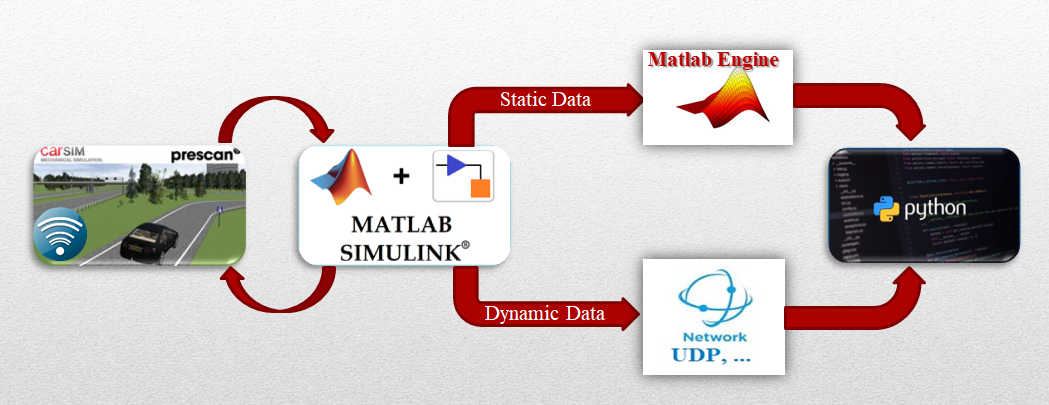 carSIM
MECHANICAL SIMULATION
prescan
+
MATLAB
SIMULINK®
Static Data
Dynamic Data
Matlab Engine
Network
UDP, ...
python